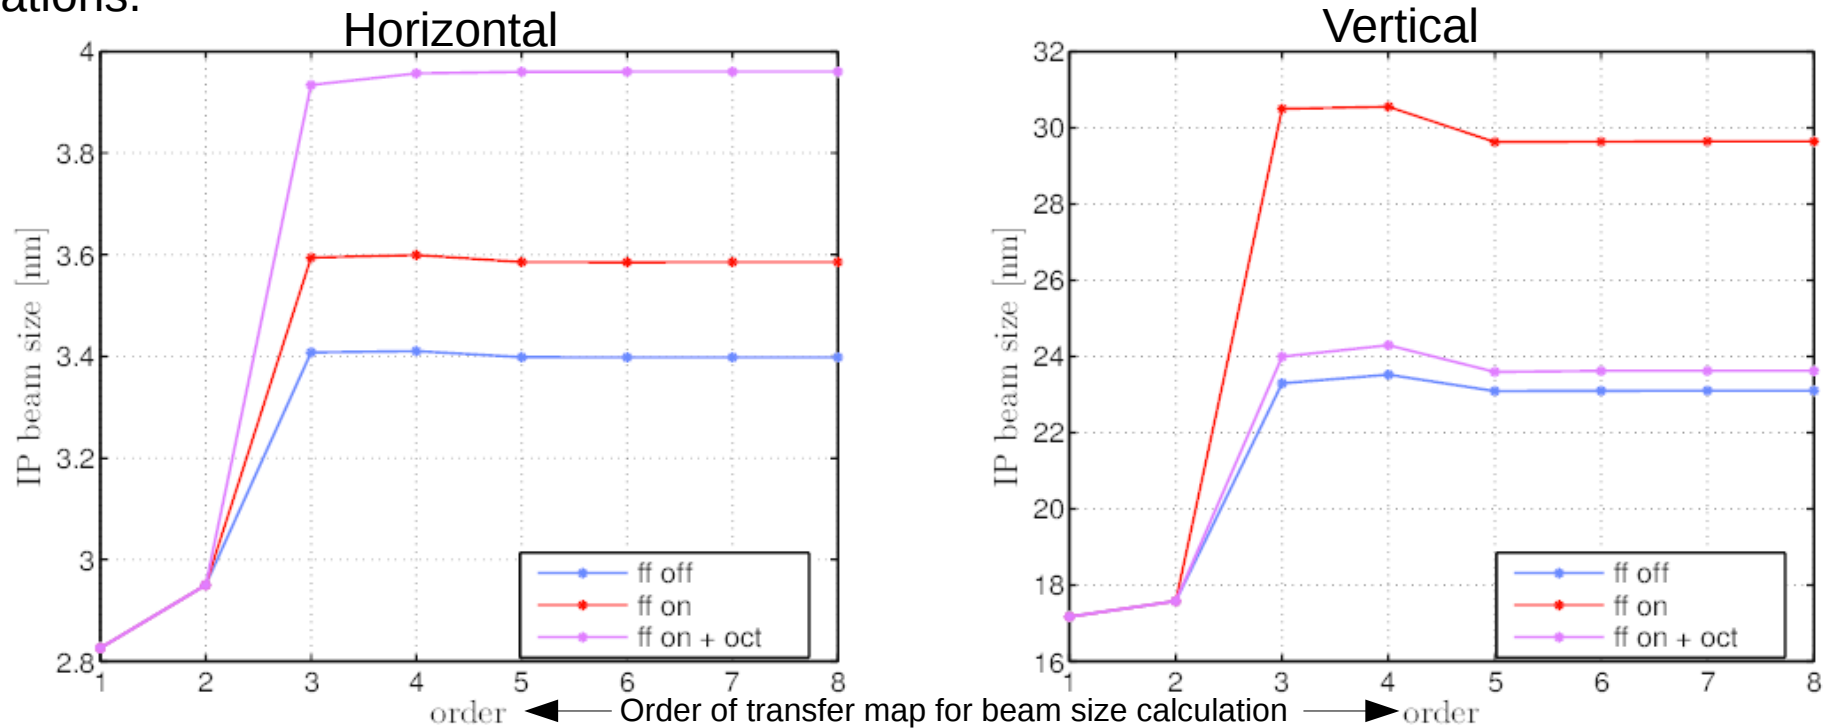 ations:
Horizontal
4
3.8
3.6
3.4
3.2
3
2.8
IP beam size [nm]
ff off
ff on
ff on + oct
1 2 3 4 5 6 7 8
order
Vertical
32
30
28
26
24
22
20
18
16
IP beam size [nm]
ff off
ff on
ff on + oct
1 2 3 4 5 6 7 8
order
Order of transfer map for beam size calculation